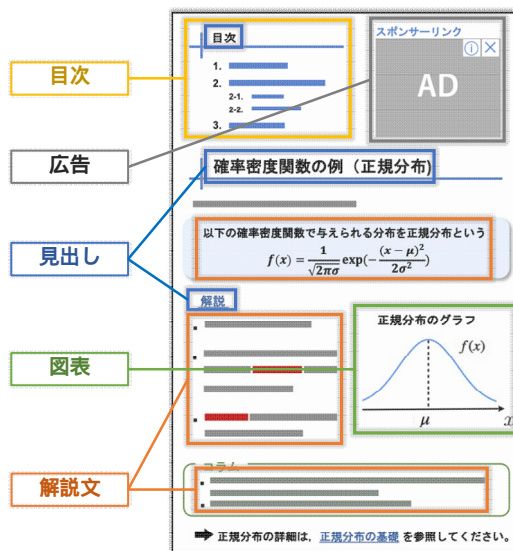 目次
広告
見出し
図表
解説文
目次
1.
2.
2-1.
2-2.
3.
スポンサーリンク
AD
確率密度関数の例（正規分布)
以下の確率密度関数で与えられる分布を正規分布という
f(x) = 1/√2πσ exp(-(x − μ)²/2σ²)
解説
正規分布のグラフ
f(x)
μ
x
コラム
➡ 正規分布の詳細は，正規分布の基礎 を参照してください。